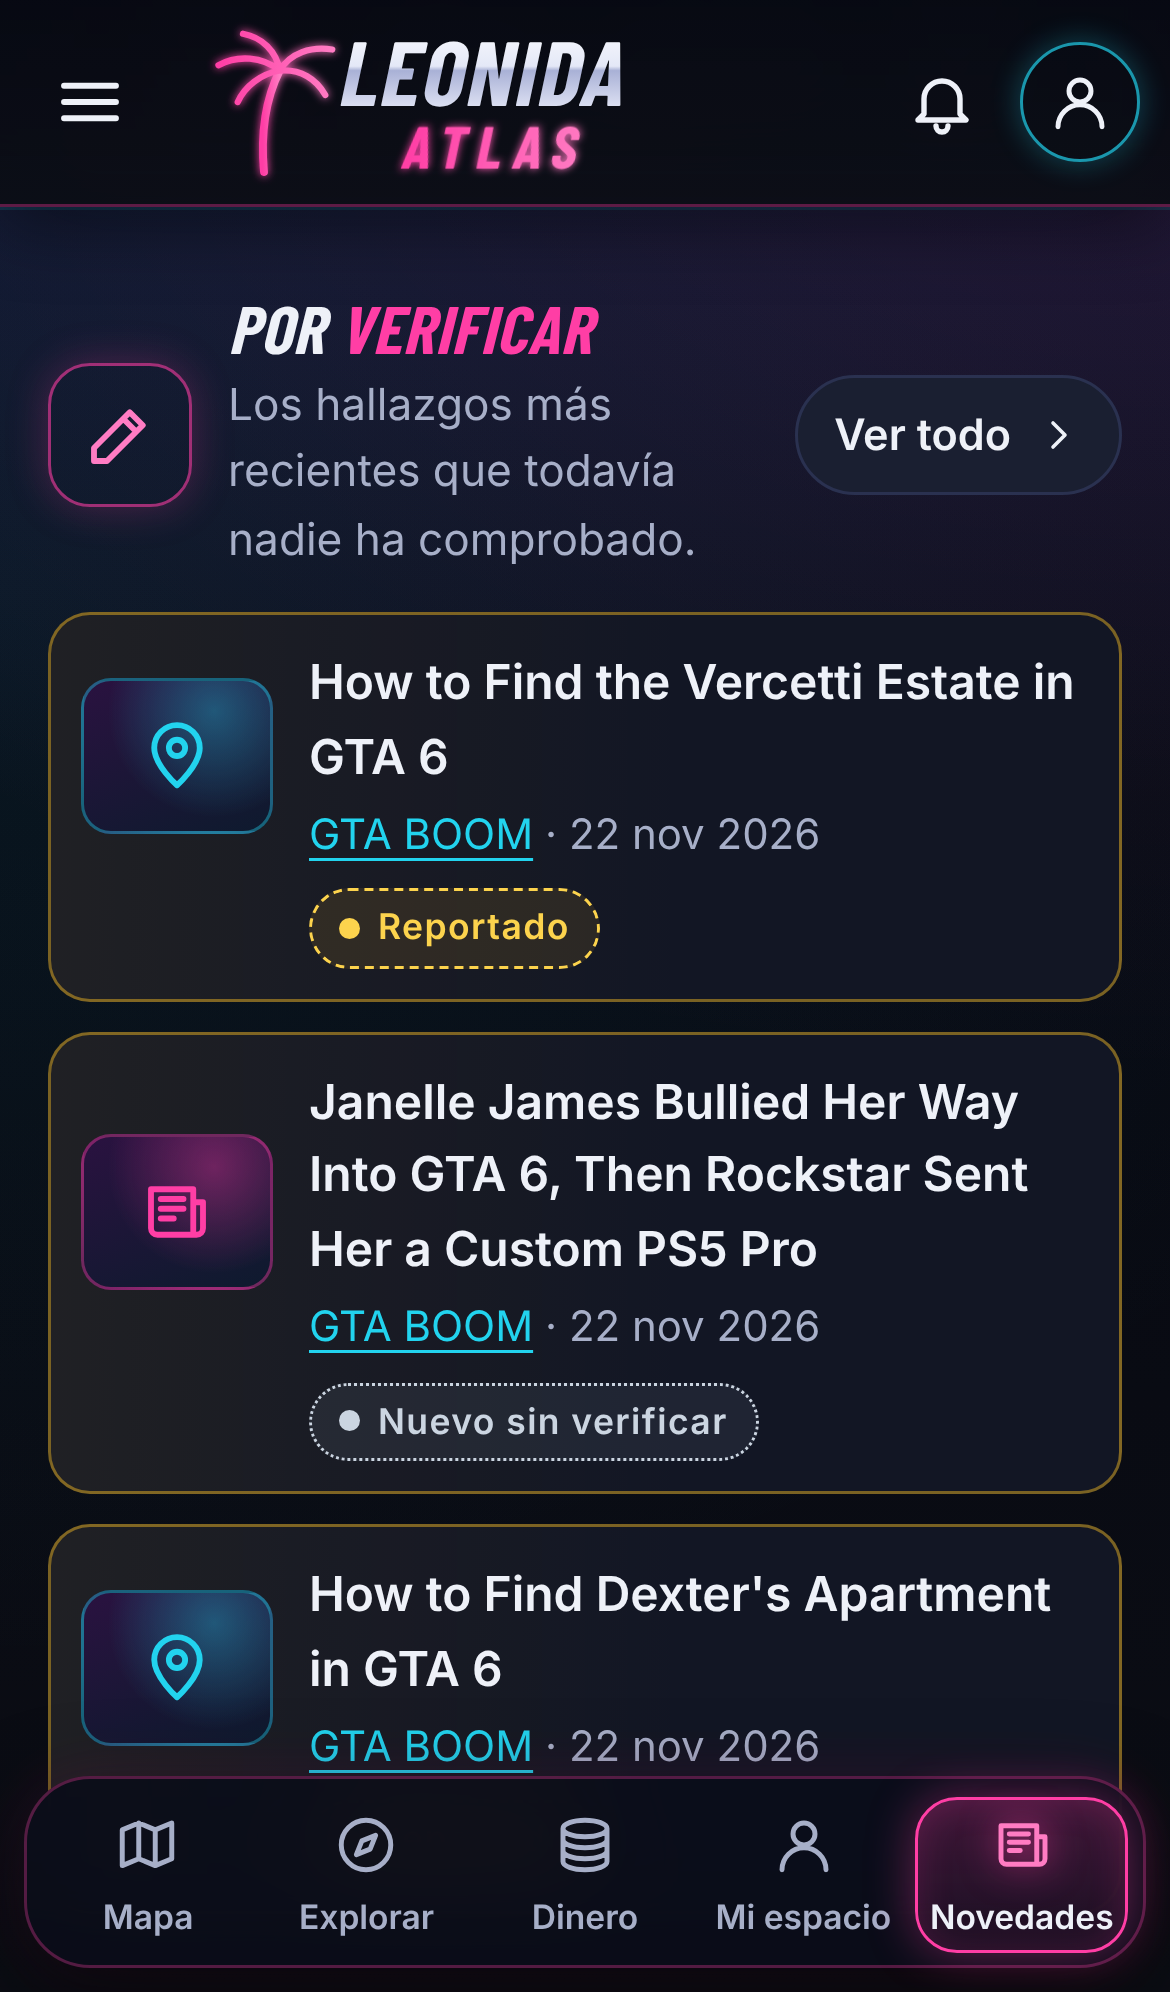 LEONIDA
ATLAS
POR VERIFICAR
Los hallazgos más
recientes que todavía
nadie ha comprobado.
Ver todo
How to Find the Vercetti Estate in
GTA 6
GTA BOOM · 22 nov 2026
Reportado
Janelle James Bullied Her Way
Into GTA 6, Then Rockstar Sent
Her a Custom PS5 Pro
GTA BOOM · 22 nov 2026
Nuevo sin verificar
How to Find Dexter's Apartment
in GTA 6
GTA BOOM · 22 nov 2026
Mapa
Explorar
Dinero
Mi espacio
Novedades